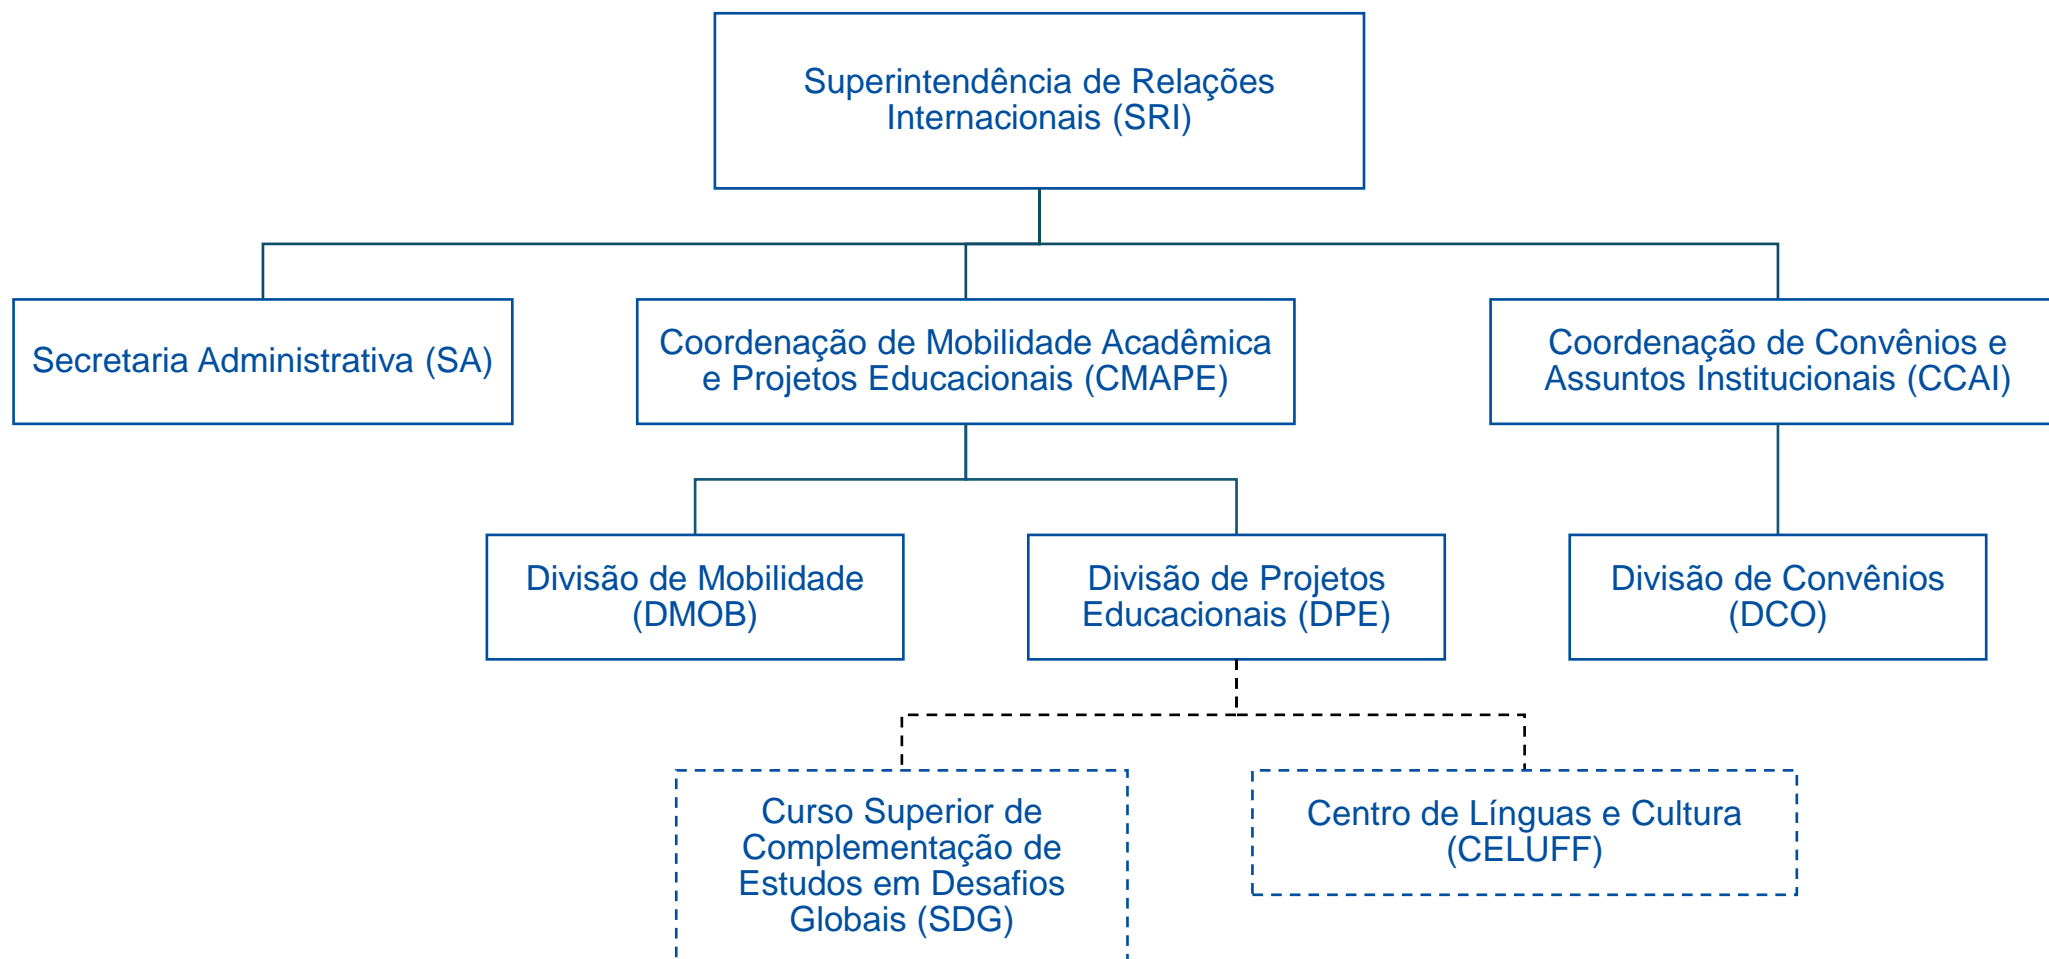 Superintendência de Relações
Internacionais (SRI)
Secretaria Administrativa (SA)
Coordenação de Mobilidade Acadêmica
e Projetos Educacionais (CMAPE)
Coordenação de Convênios e
Assuntos Institucionais (CCAI)
Divisão de Mobilidade
(DMOB)
Divisão de Projetos
Educacionais (DPE)
Divisão de Convênios
(DCO)
Curso Superior de
Complementação de
Estudos em Desafios
Globais (SDG)
Centro de Línguas e Cultura
(CELUFF)